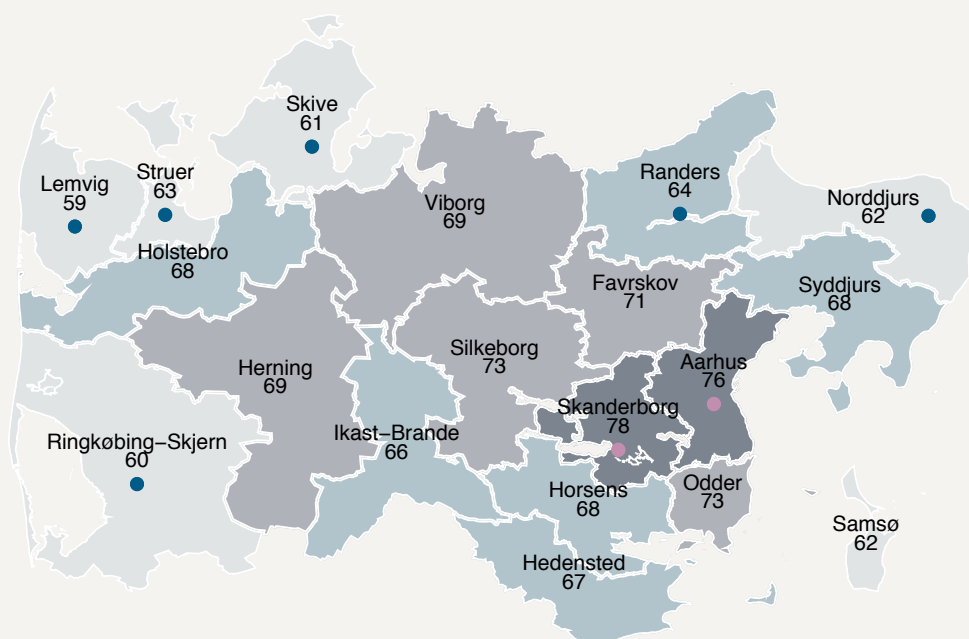 Skive
61
Struer
63
Lemvig
59
Randers
64
Norddjurs
62
Viborg
69
Holstebro
68
Favrskov
71
Syddjurs
68
Silkeborg
73
Herning
69
Aarhus
76
Skanderborg
78
Ikast–Brande
66
Ringkøbing–Skjern
60
Horsens
68
Odder
73
Samsø
62
Hedensted
67